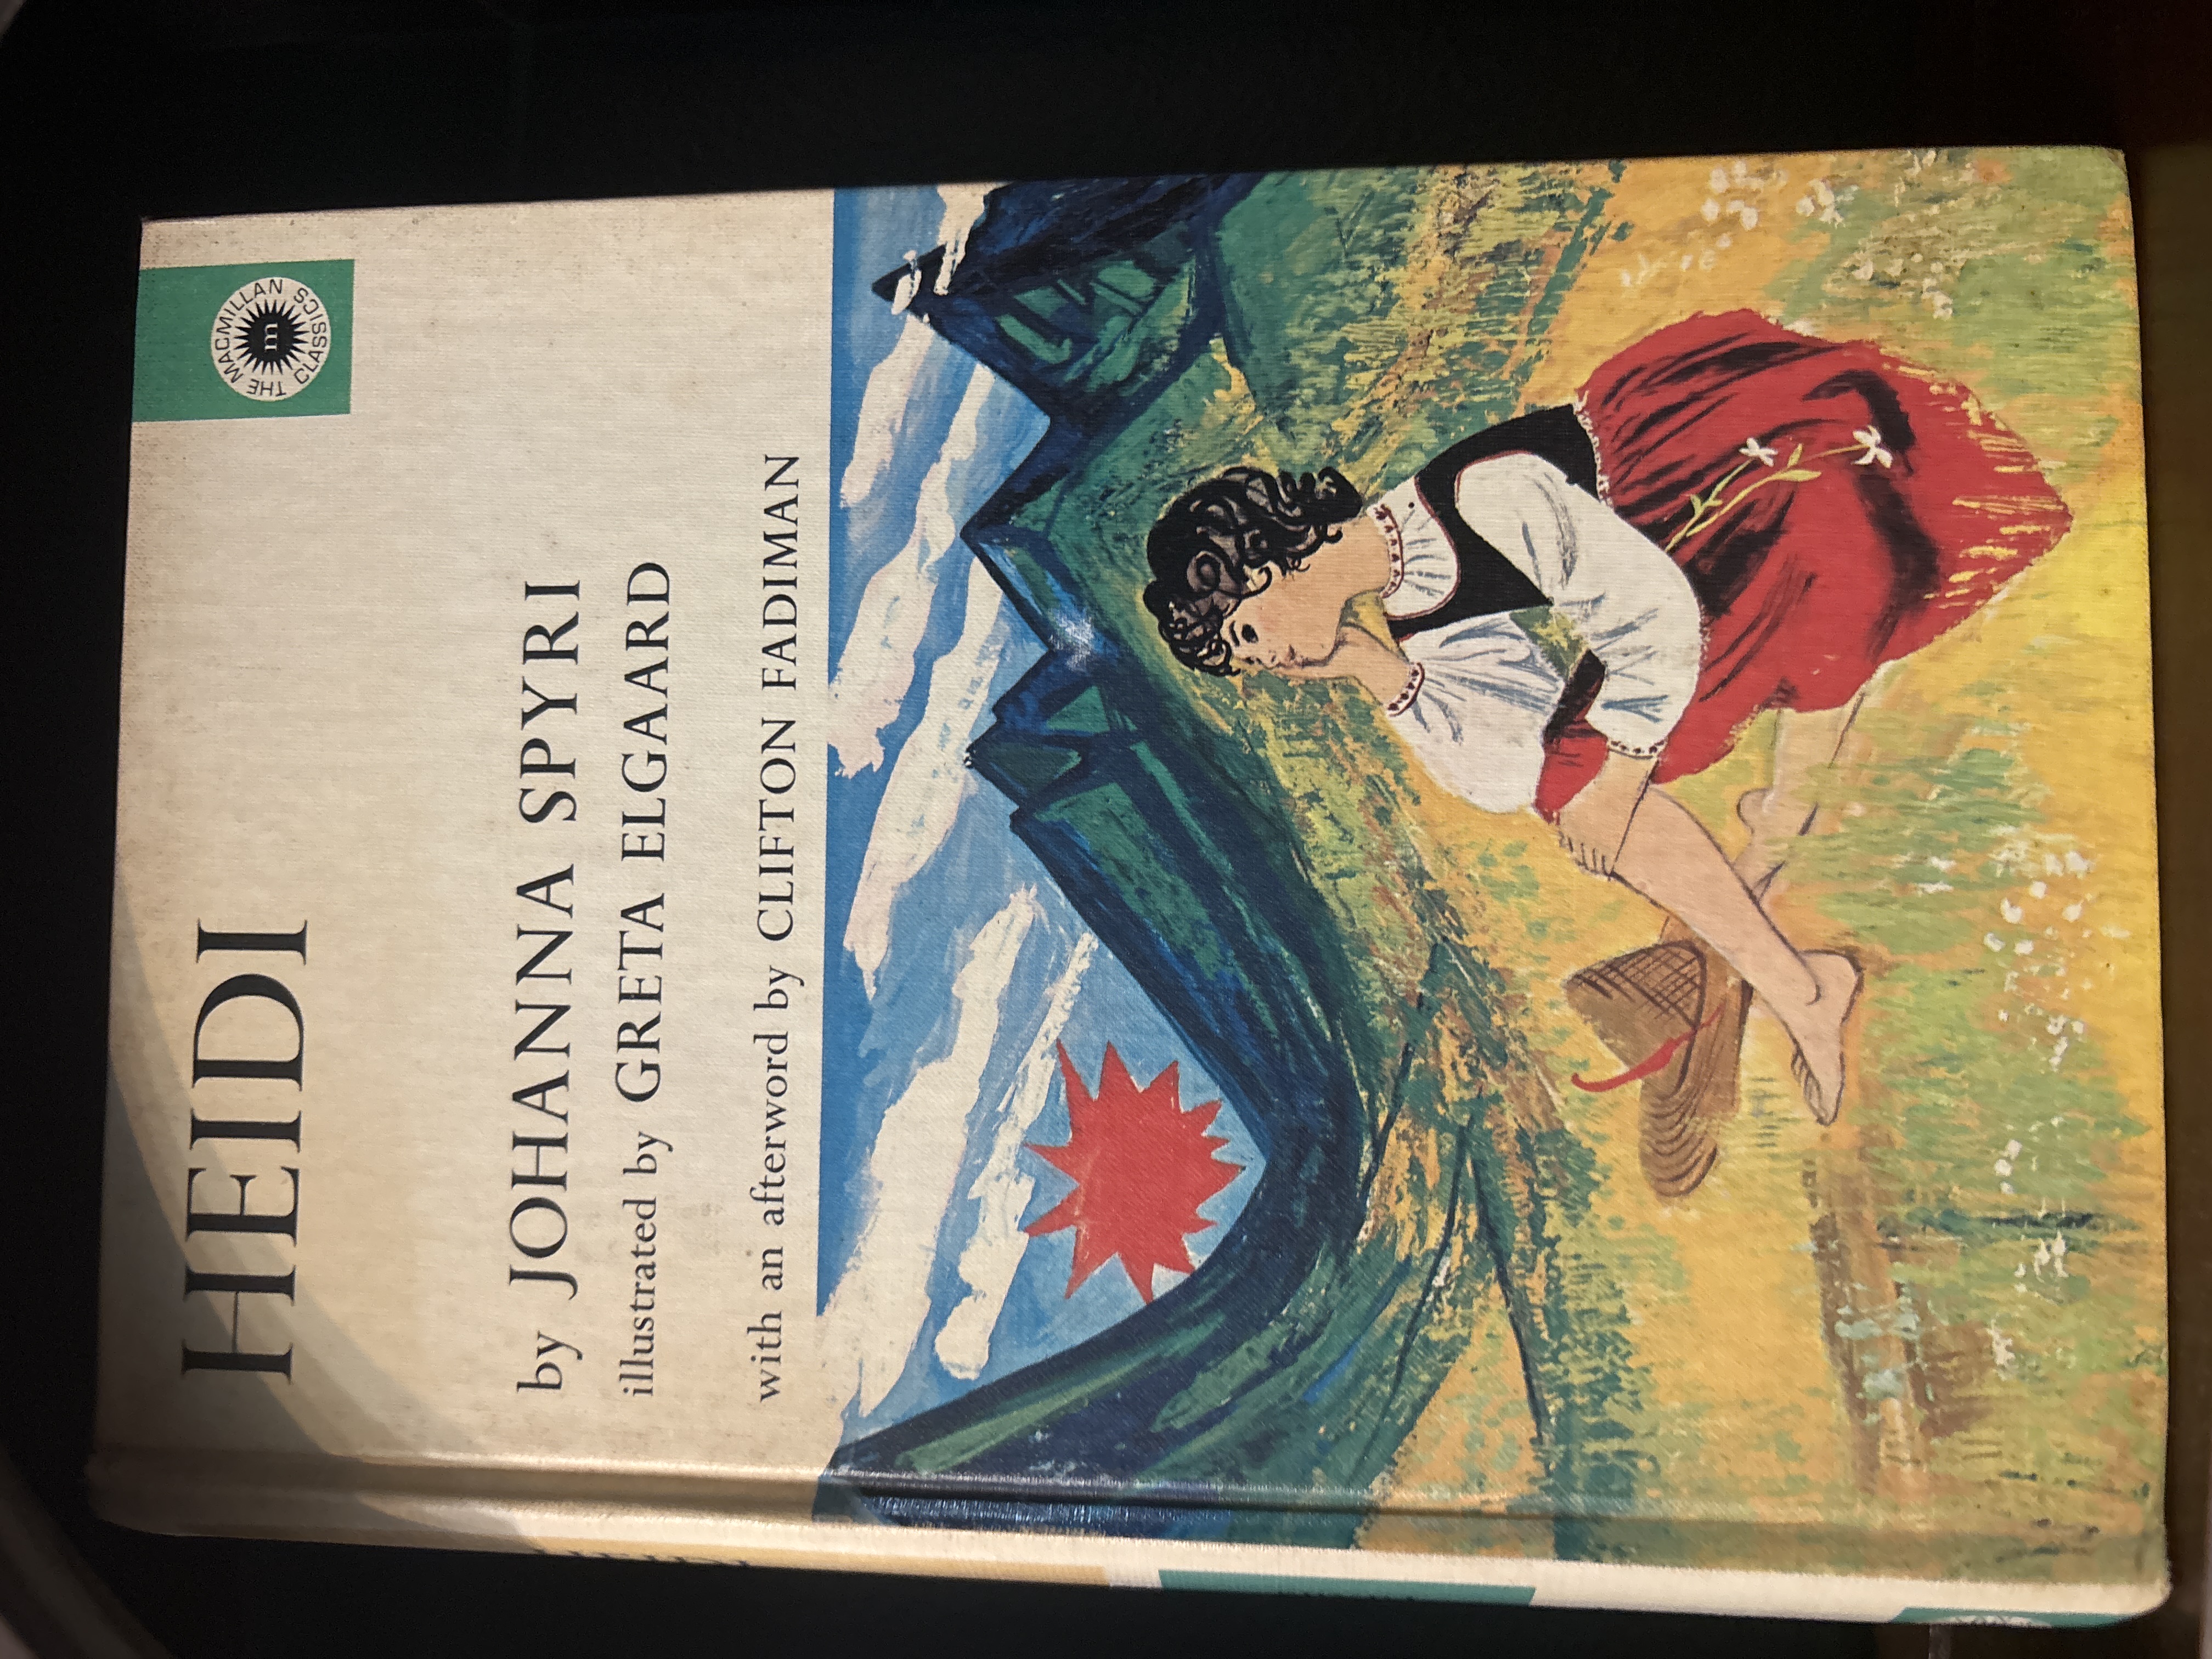 HEIDI
THE MACMILLAN CLASSICS
m
by JOHANNA SPYRI
illustrated by GRETA ELGAARD
with an afterword by CLIFTON FADIMAN